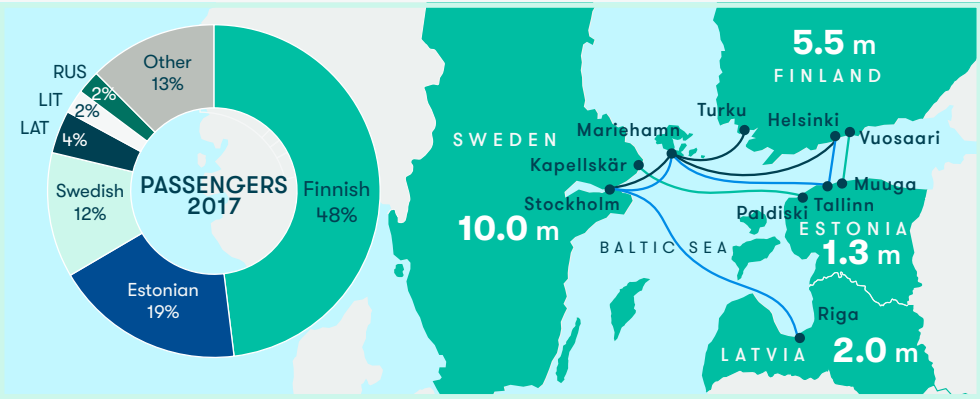 Other
13%
RUS
2%
LIT
2%
LAT
4%
Swedish
12%
PASSENGERS
2017
Finnish
48%
Estonian
19%
5.5 m
FINLAND
Turku
Helsinki
Mariehamn
SWEDEN
Vuosaari
Kapellskär
Muuga
Stockholm
Tallinn
Paldiski
10.0 m
ESTONIA
BALTIC SEA
1.3 m
Riga
LATVIA
2.0 m